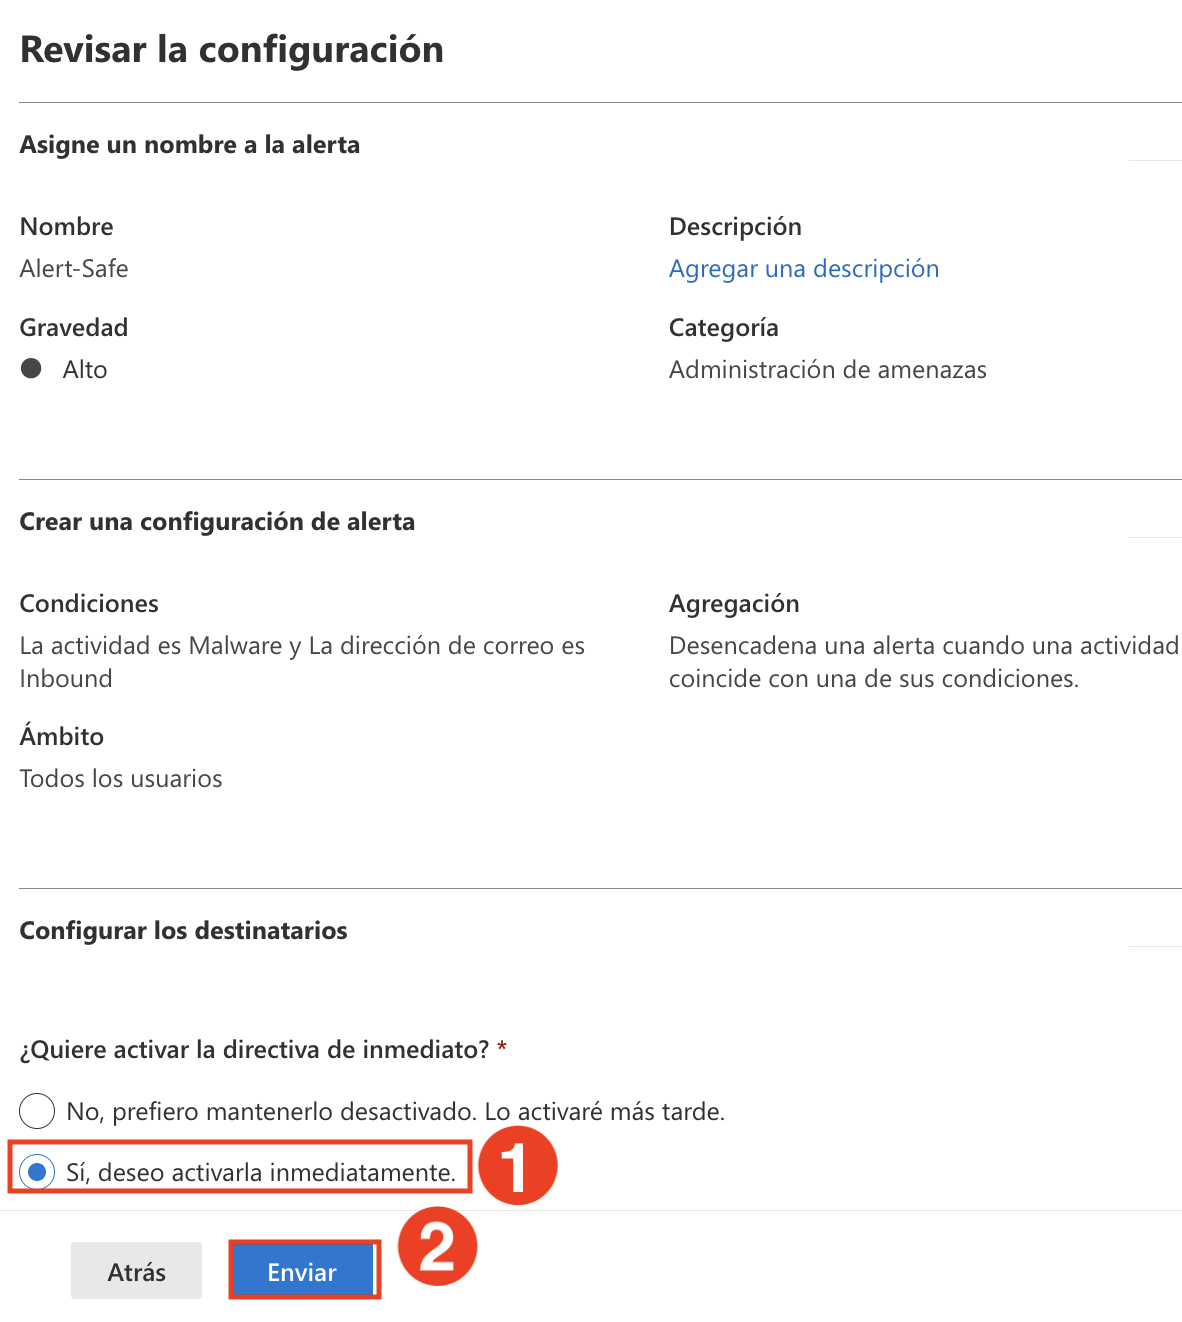 Revisar la configuración
Asigne un nombre a la alerta
Nombre
Alert-Safe
Descripción
Agregar una descripción
Gravedad
Alto
Categoría
Administración de amenazas
Crear una configuración de alerta
Condiciones
La actividad es Malware y La dirección de correo es
Inbound
Agregación
Desencadena una alerta cuando una actividad
coincide con una de sus condiciones.
Ámbito
Todos los usuarios
Configurar los destinatarios
¿Quiere activar la directiva de inmediato? *
No, prefiero mantenerlo desactivado. Lo activaré más tarde.
Sí, deseo activarla inmediatamente.
1
Atrás
Enviar
2